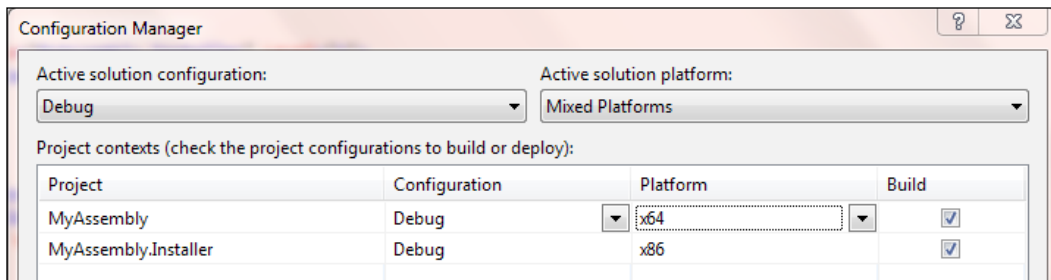 Configuration Manager
Active solution configuration: Active solution platform:
Debug Mixed Platforms
Project contexts (check the project configurations to build or deploy):
Project Configuration Platform Build
MyAssembly Debug x64
MyAssembly.Installer Debug x86